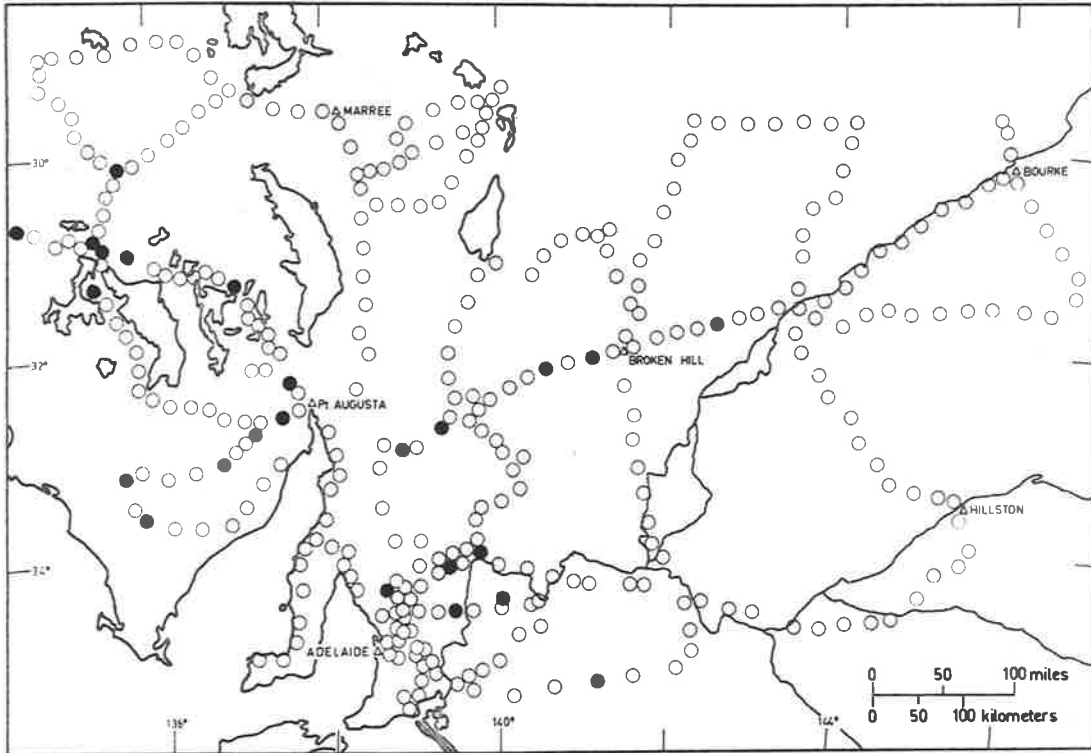 MARREE
30°
BOURKE
32°
BROKEN HILL
Pt AUGUSTA
HILLSTON
34°
ADELAIDE
0 50 100 miles
0 50 100 kilometers
136°
140°
144°